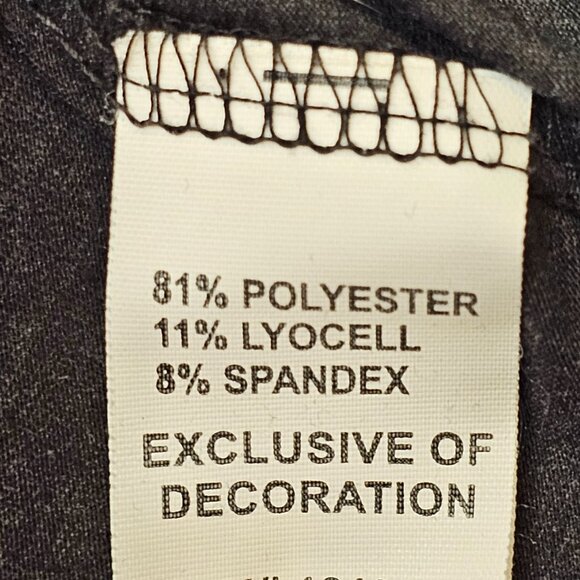 81% POLYESTER
11% LYOCELL
8% SPANDEX
EXCLUSIVE OF
DECORATION